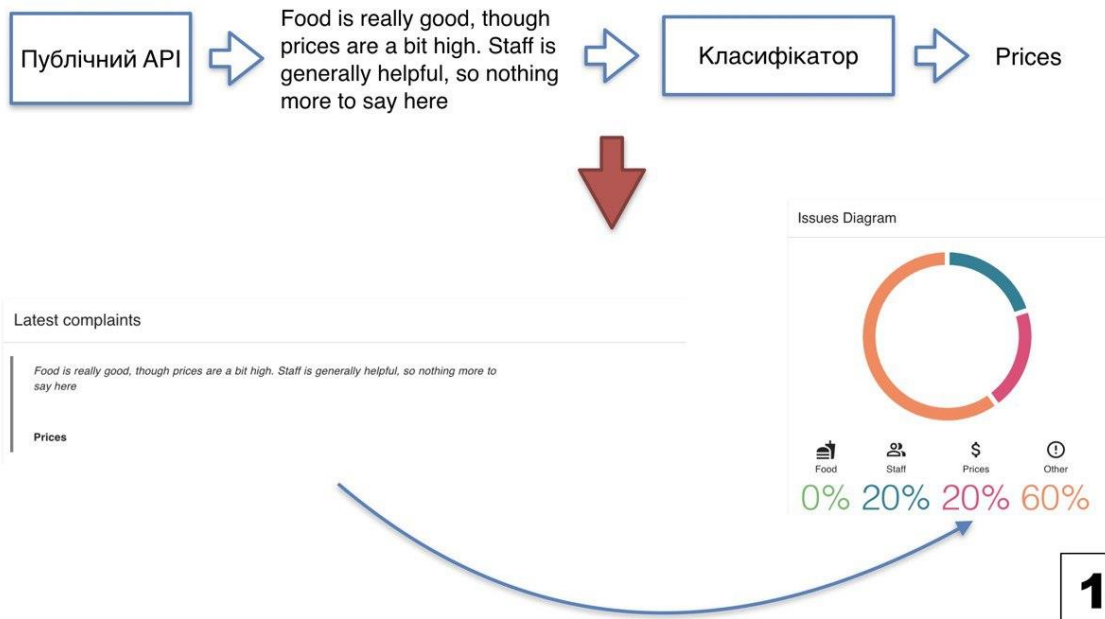 Публічний API
Food is really good, though
prices are a bit high. Staff is
generally helpful, so nothing
more to say here
Класифікатор
Prices
Issues Diagram
Latest complaints
Food is really good, though prices are a bit high. Staff is generally helpful, so nothing more to
say here
Prices
Food Staff Prices Other
0% 20% 20% 60%
1